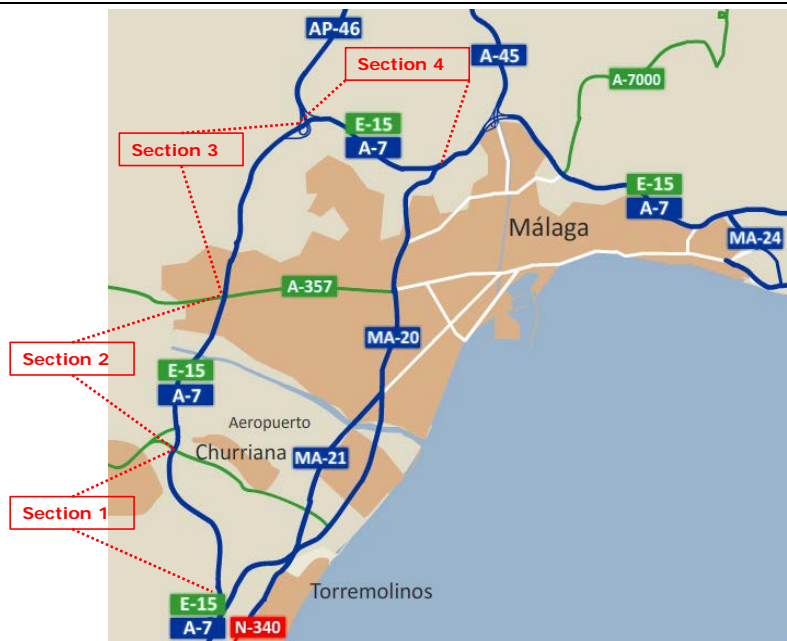 AP-46
A-45
Section 4
A-7000
E-15
A-7
Section 3
E-15
A-7
Málaga
MA-24
A-357
MA-20
Section 2
E-15
A-7
Aeropuerto
Churriana
MA-21
Section 1
Torremolinos
E-15
A-7
N-340